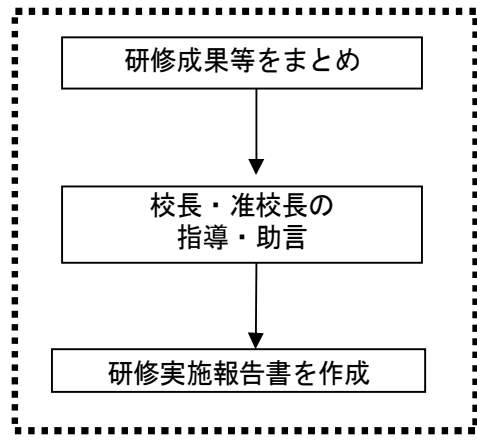 研修成果等をまとめ
校長・准校長の
指導・助言
研修実施報告書を作成